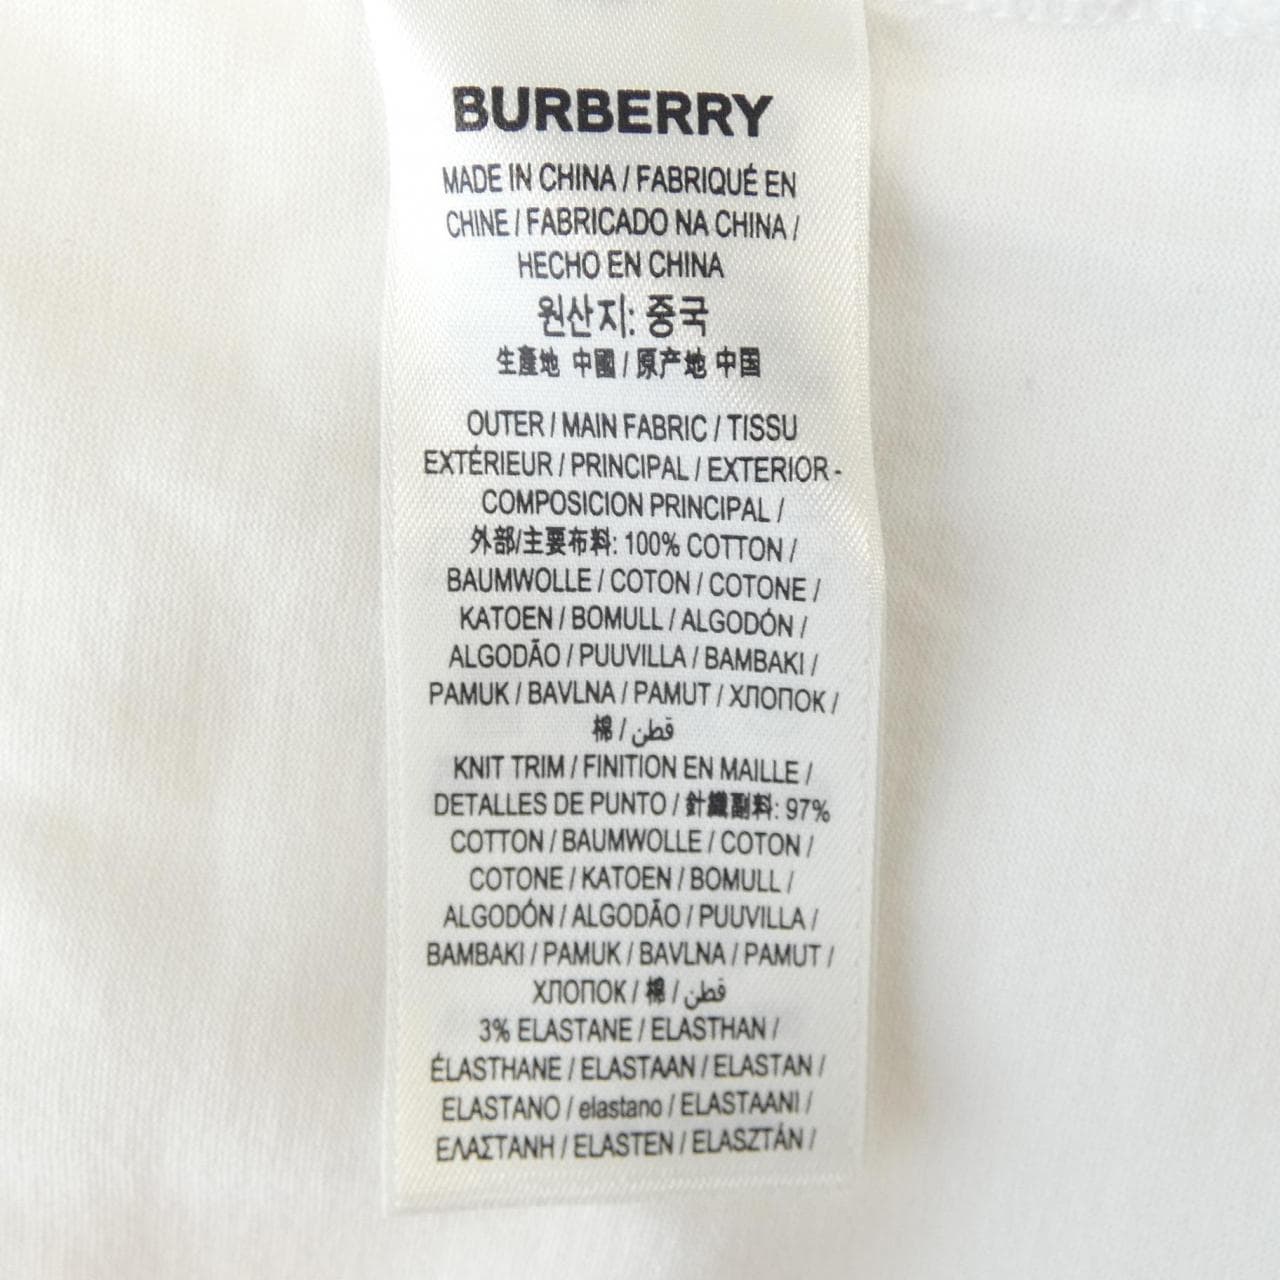 BURBERRY
MADE IN CHINA / FABRIQUÉ EN
CHINE / FABRICADO NA CHINA /
HECHO EN CHINA
원산지: 중국
生產地 中國 / 原产地 中国
OUTER / MAIN FABRIC / TISSU
EXTÉRIEUR / PRINCIPAL / EXTERIOR -
COMPOSICION PRINCIPAL /
外部/主要布料: 100% COTTON /
BAUMWOLLE / COTON / COTONE /
KATOEN / BOMULL / ALGODÓN /
ALGODÃO / PUUVILLA / BAMBAKI /
PAMUK / BAVLNA / PAMUT / ХЛОПОК /
棉 / قطن
KNIT TRIM / FINITION EN MAILLE /
DETALLES DE PUNTO / 針織副料: 97%
COTTON / BAUMWOLLE / COTON /
COTONE / KATOEN / BOMULL /
ALGODÓN / ALGODÃO / PUUVILLA /
BAMBAKI / PAMUK / BAVLNA / PAMUT /
ХЛОПОК / 棉 / قطن
3% ELASTANE / ELASTHAN /
ÉLASTHANE / ELASTAAN / ELASTAN /
ELASTANO / elastano / ELASTAANI /
ΕΛΑΣΤΑΝΗ / ELASTEN / ELASZTÁN /